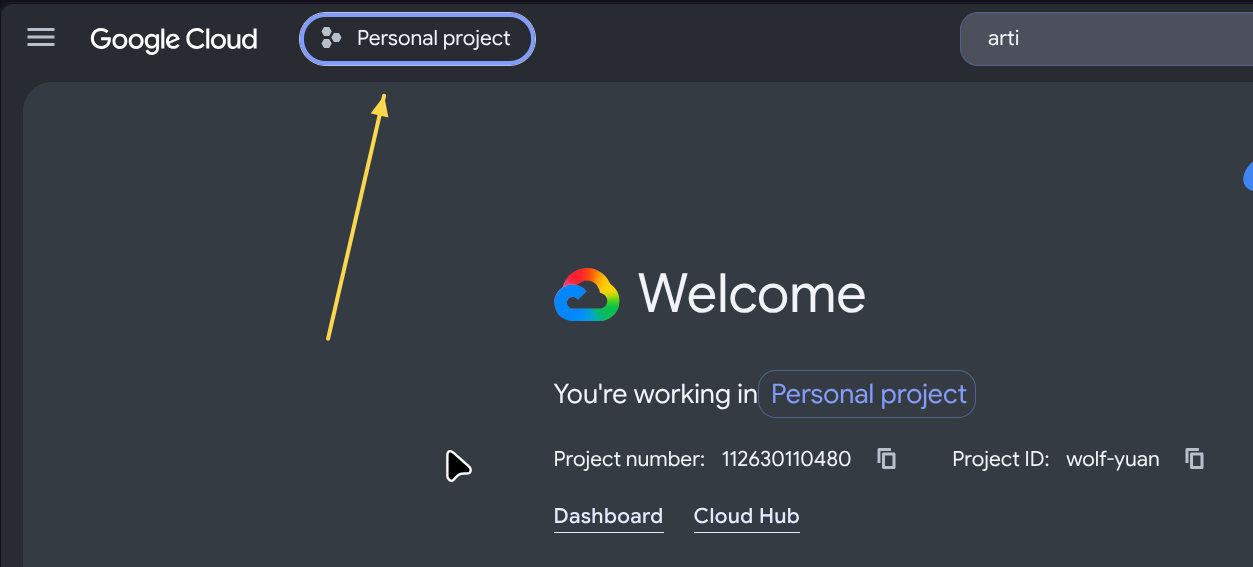 Google Cloud
Personal project
arti
Welcome
You're working in Personal project
Project number: 112630110480
Project ID: wolf-yuan
Dashboard
Cloud Hub